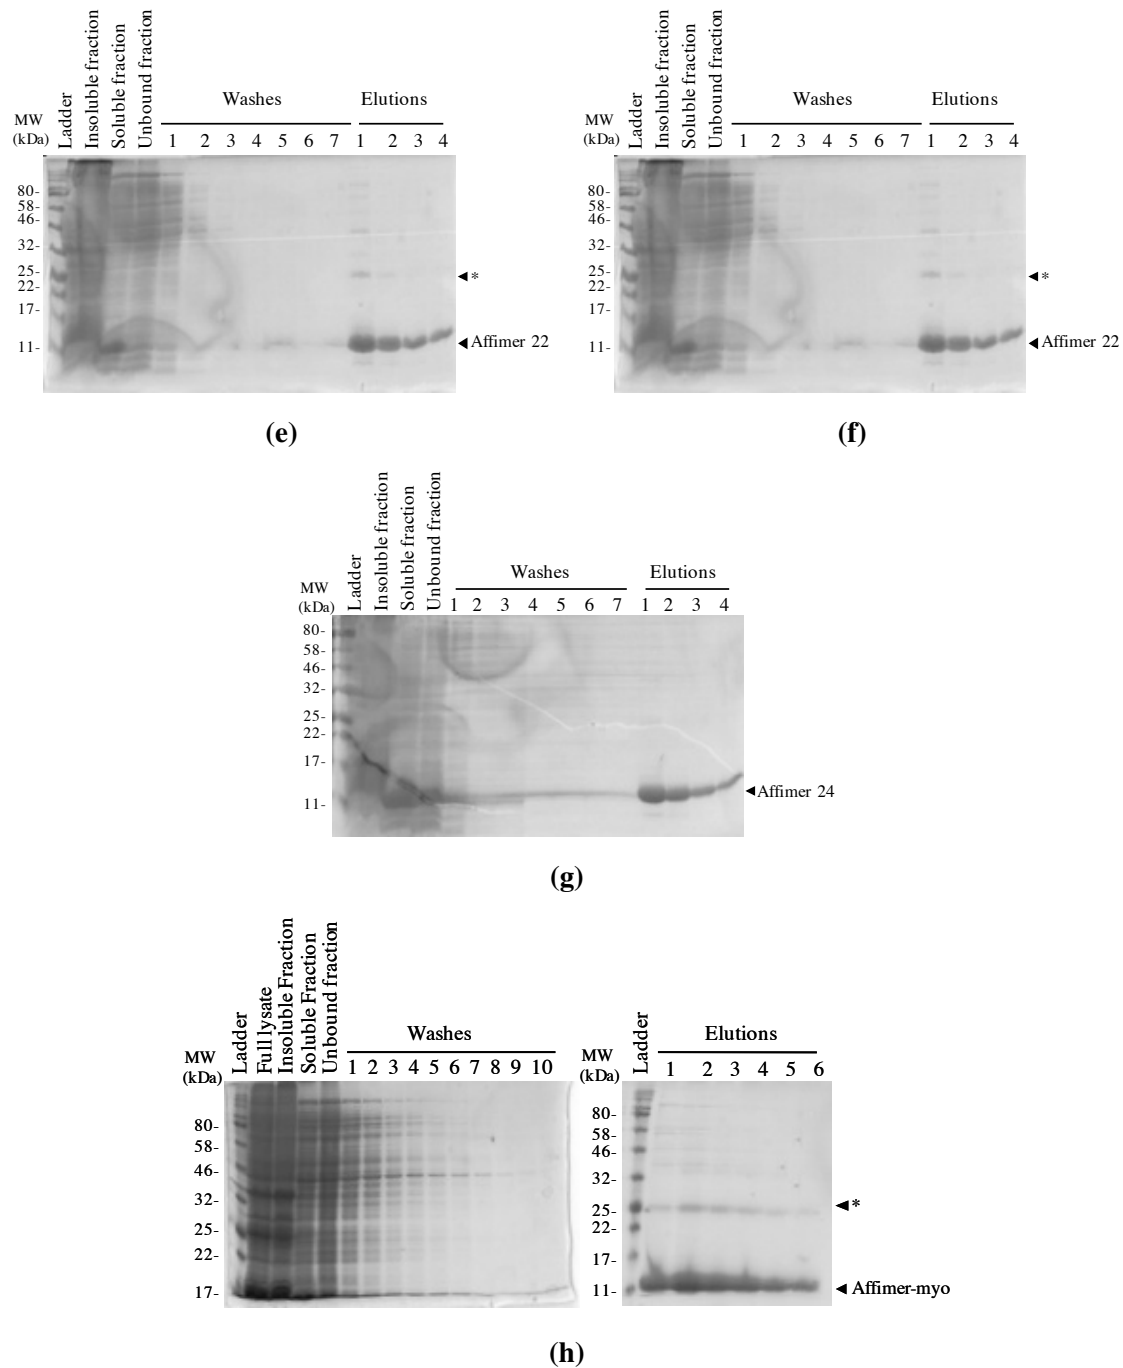 Ladder
Insoluble fraction
Soluble fraction
Unbound fraction
Washes
Elutions
MW
(kDa)
1 2 3 4 5 6 7 1 2 3 4
80-
58-
46-
32-
25-
22-
17-
11-
*
Affimer 22
(e)
Ladder
Insoluble fraction
Soluble fraction
Unbound fraction
Washes
Elutions
MW
(kDa)
1 2 3 4 5 6 7 1 2 3 4
80-
58-
46-
32-
25-
22-
17-
11-
*
Affimer 22
(f)
Ladder
Insoluble fraction
Soluble fraction
Unbound fraction
Washes
Elutions
MW
(kDa)
1 2 3 4 5 6 7 1 2 3 4
80-
58-
46-
32-
25-
22-
17-
11-
Affimer 24
(g)
Ladder
Full lysate
Insoluble Fraction
Soluble Fraction
Unbound fraction
Washes
MW
(kDa)
1 2 3 4 5 6 7 8 9 10
80-
58-
46-
32-
25-
22-
17-
Ladder
Elutions
MW
(kDa)
1 2 3 4 5 6
80-
58-
46-
32-
25-
22-
17-
11-
*
Affimer-myo
(h)